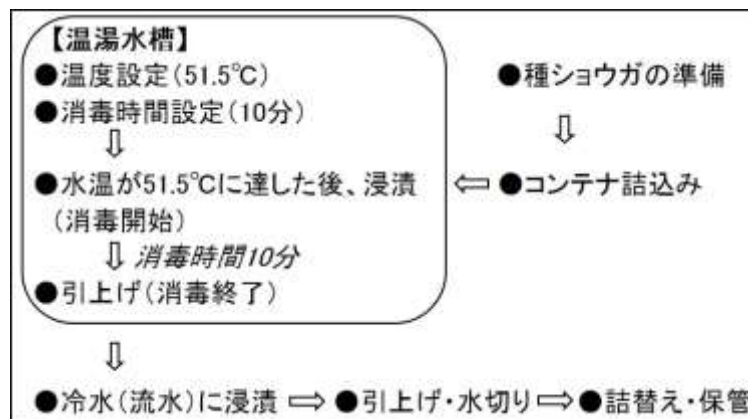 【温湯水槽】
●温度設定(51.5℃)
●種ショウガの準備
●消毒時間設定(10分)
⇩
⇩
●水温が51.5℃に達した後、浸漬
⇦ ●コンテナ詰込み
(消毒開始)
⇩ 消毒時間10分
●引上げ(消毒終了)
⇩
●冷水(流水)に浸漬 ⇨ ●引上げ・水切り ⇨ ●詰替え・保管